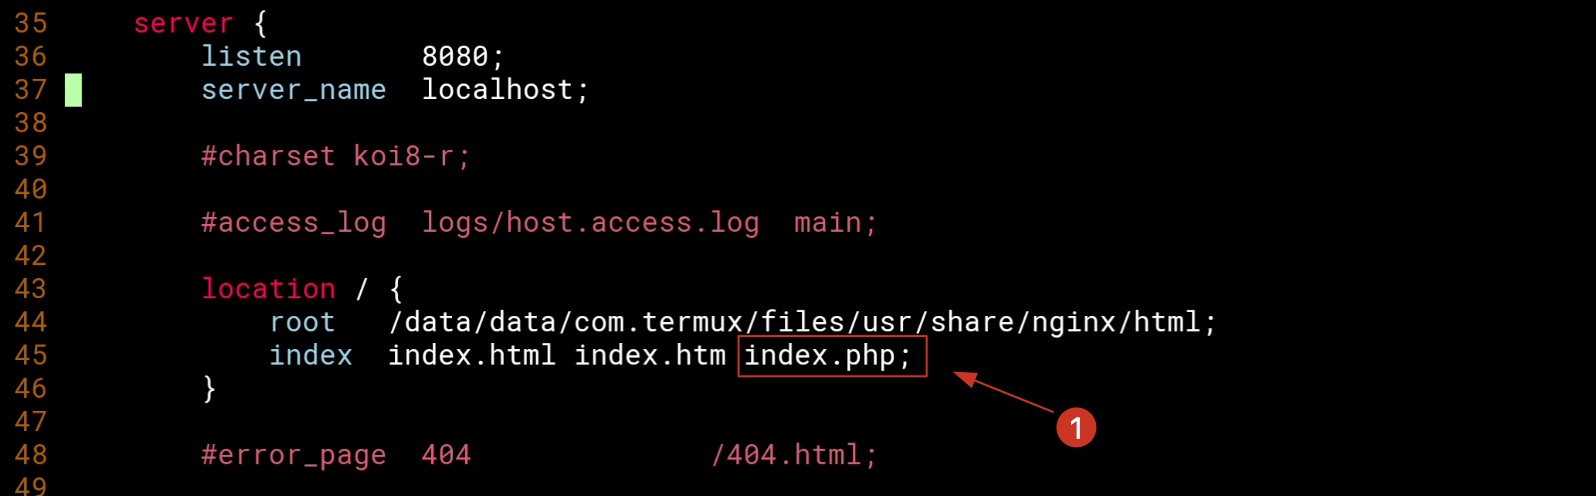 35     server {
36         listen       8080;
37         server_name  localhost;
38
39         #charset koi8-r;
40
41         #access_log  logs/host.access.log  main;
42
43         location / {
44             root   /data/data/com.termux/files/usr/share/nginx/html;
45             index  index.html index.htm index.php;
46         }
1
47
48         #error_page  404              /404.html;
49